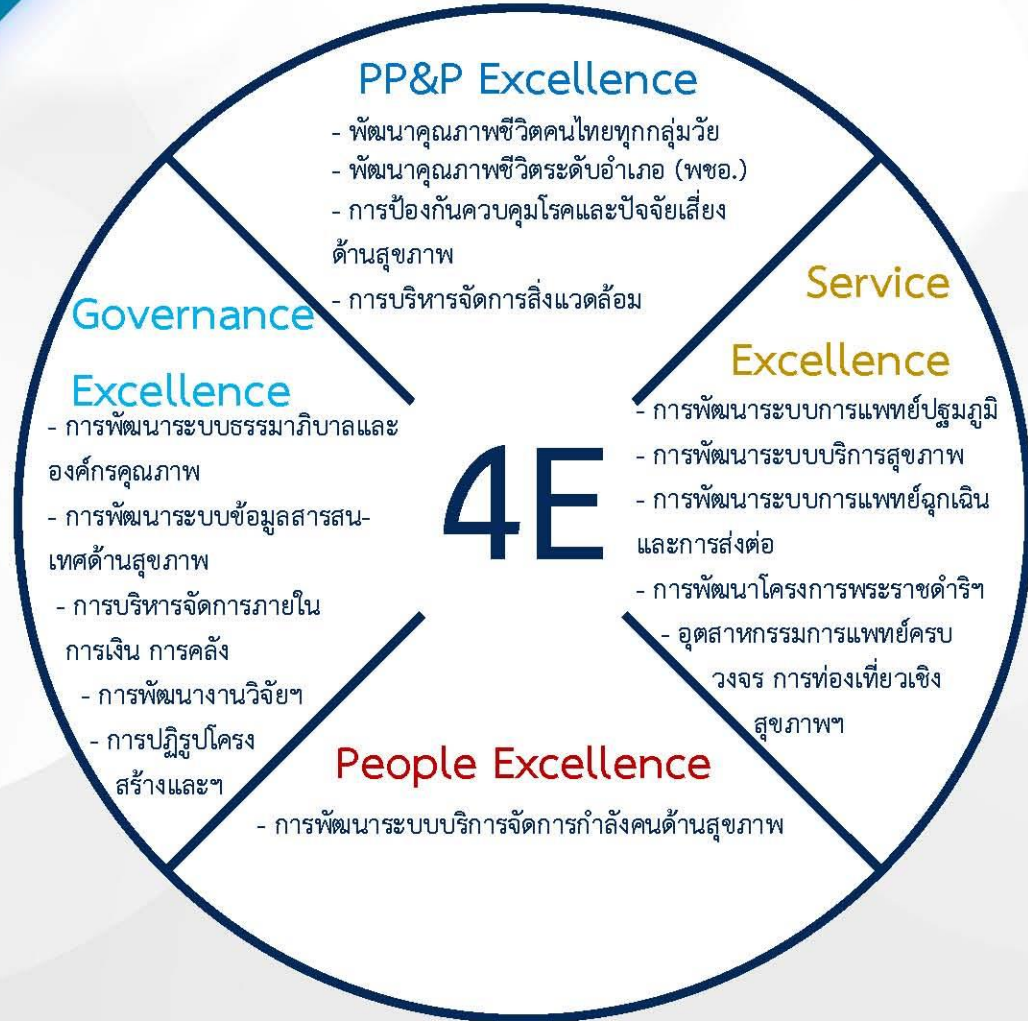 PP&P Excellence
- พัฒนาคุณภาพชีวิตคนไทยทุกกลุ่มวัย
- พัฒนาคุณภาพชีวิตระดับอำเภอ (พชอ.)
- การป้องกันควบคุมโรคและปัจจัยเสี่ยง
ด้านสุขภาพ
- การบริหารจัดการสิ่งแวดล้อม
Service
Excellence
- การพัฒนาระบบการแพทย์ปฐมภูมิ
- การพัฒนาระบบบริการสุขภาพ
- การพัฒนาระบบการแพทย์ฉุกเฉิน
และการส่งต่อ
- การพัฒนาโครงการพระราชดำริฯ
- อุตสาหกรรมการแพทย์ครบ
วงจร การท่องเที่ยวเชิง
สุขภาพฯ
Governance
Excellence
- การพัฒนาระบบธรรมาภิบาลและ
องค์กรคุณภาพ
- การพัฒนาระบบข้อมูลสารสน-
เทศด้านสุขภาพ
- การบริหารจัดการภายใน
การเงิน การคลัง
- การพัฒนางานวิจัยฯ
- การปฏิรูปโครง
สร้างและฯ
4E
People Excellence
- การพัฒนาระบบบริการจัดการกำลังคนด้านสุขภาพ